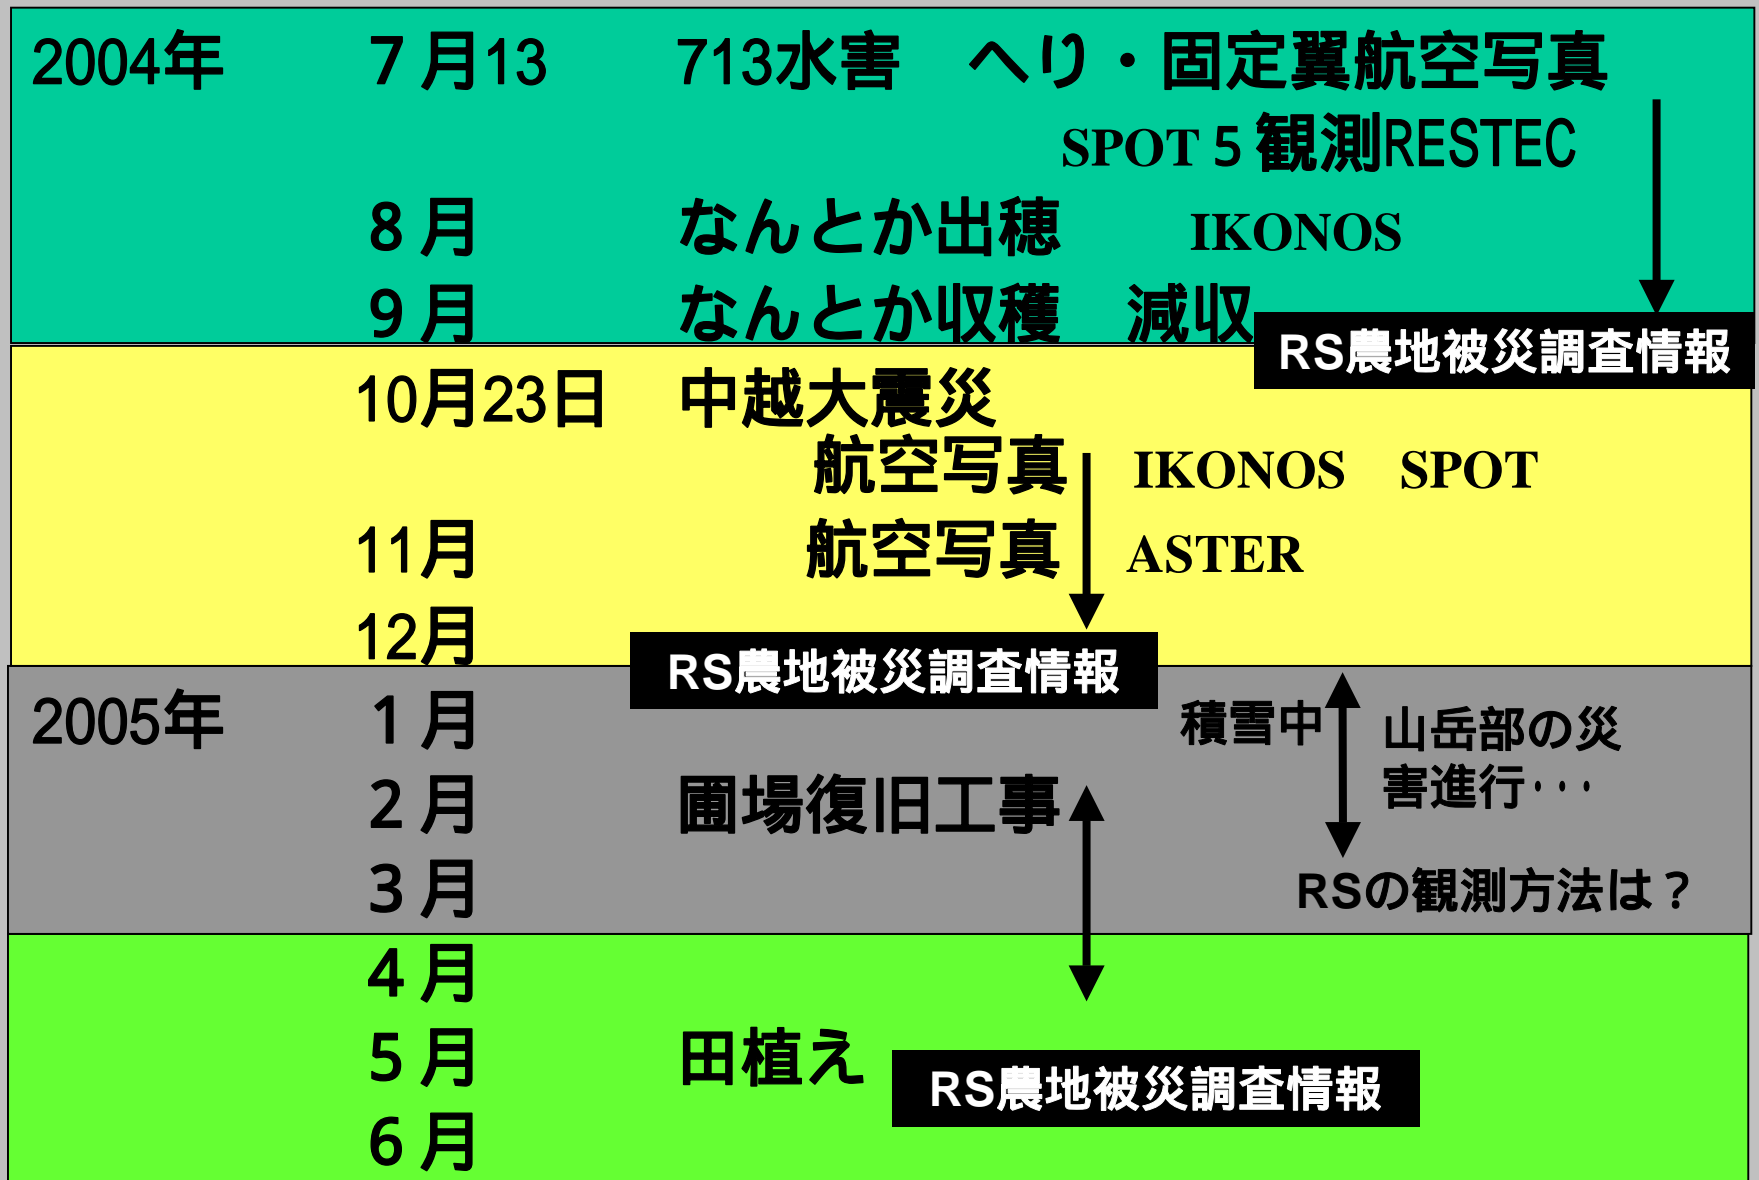 2004年 7月13 713水害 へり・固定翼航空写真
SPOT5観測RESTEC
8月 なんとか出穂 IKONOS
9月 なんとか収穫 減収
RS農地被災調査情報
10月23日 中越大震災
航空写真 IKONOS SPOT
11月 航空写真 ASTER
12月
RS農地被災調査情報
2005年 1月 積雪中 山岳部の災
害進行・・・
2月 圃場復旧工事
3月 RSの観測方法は？
4月
5月 田植え
RS農地被災調査情報
6月